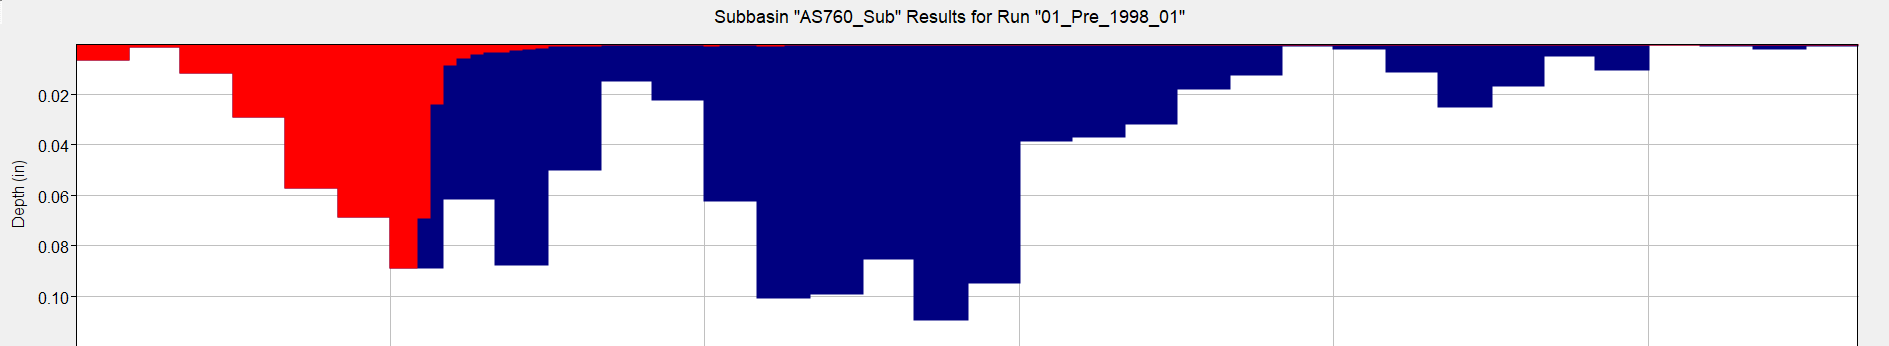 Subbasin "AS760_Sub" Results for Run "01_Pre_1998_01"
0.02
0.04
0.06
0.08
0.10
Depth (in)